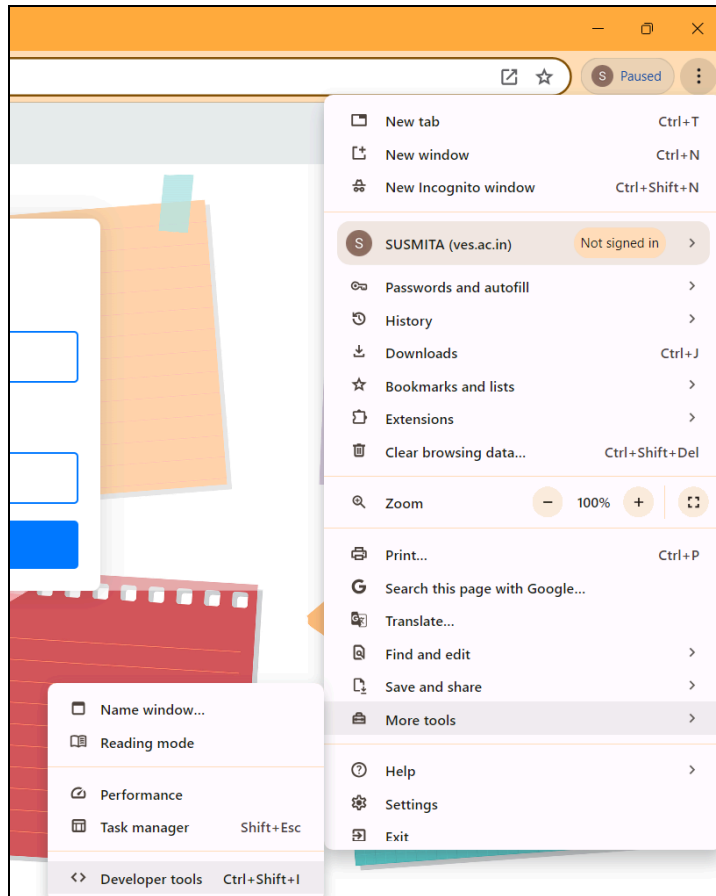 S Paused
New tab Ctrl+T
New window Ctrl+N
New Incognito window Ctrl+Shift+N
S SUSMITA (ves.ac.in) Not signed in
Passwords and autofill
History
Downloads Ctrl+J
Bookmarks and lists
Extensions
Clear browsing data... Ctrl+Shift+Del
Zoom − 100% +
Print... Ctrl+P
G Search this page with Google...
Translate...
Find and edit
Save and share
More tools
Help
Settings
Exit
Name window...
Reading mode
Performance
Task manager Shift+Esc
Developer tools Ctrl+Shift+I